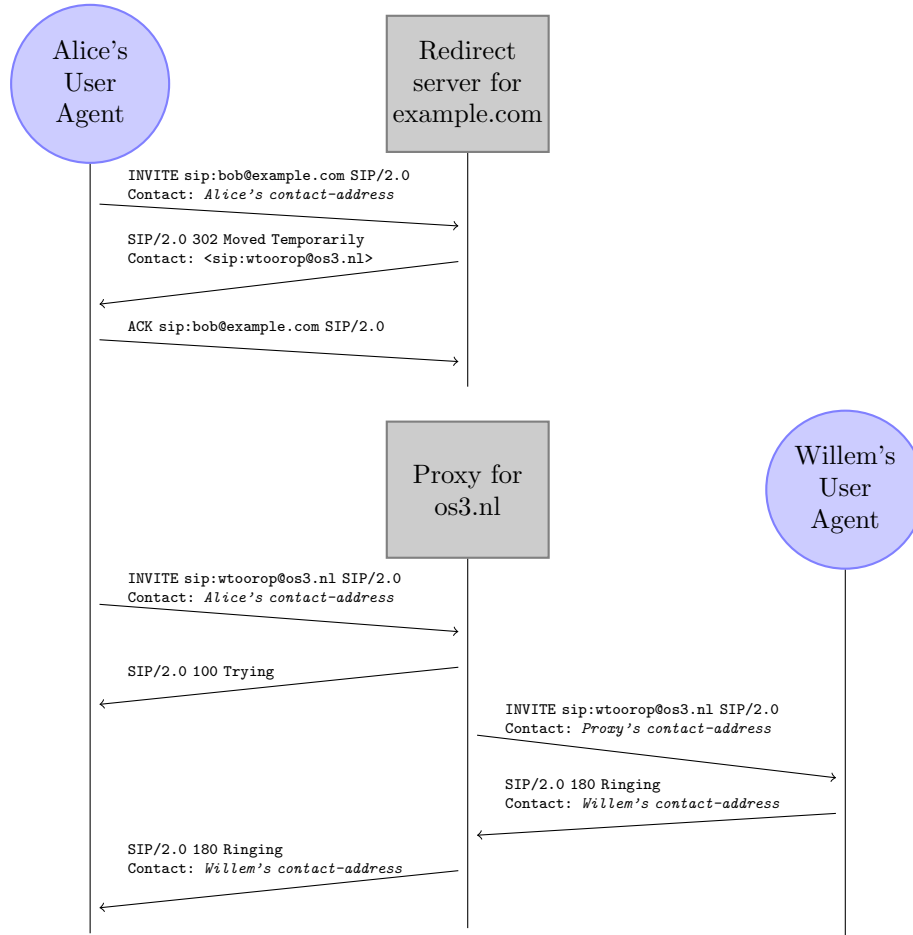 Alice's
User
Agent
Redirect
server for
example.com
INVITE sip:bob@example.com SIP/2.0
Contact: Alice's contact-address
SIP/2.0 302 Moved Temporarily
Contact: <sip:wtoorop@os3.nl>
ACK sip:bob@example.com SIP/2.0
Proxy for
os3.nl
Willem's
User
Agent
INVITE sip:wtoorop@os3.nl SIP/2.0
Contact: Alice's contact-address
SIP/2.0 100 Trying
INVITE sip:wtoorop@os3.nl SIP/2.0
Contact: Proxy's contact-address
SIP/2.0 180 Ringing
Contact: Willem's contact-address
SIP/2.0 180 Ringing
Contact: Willem's contact-address